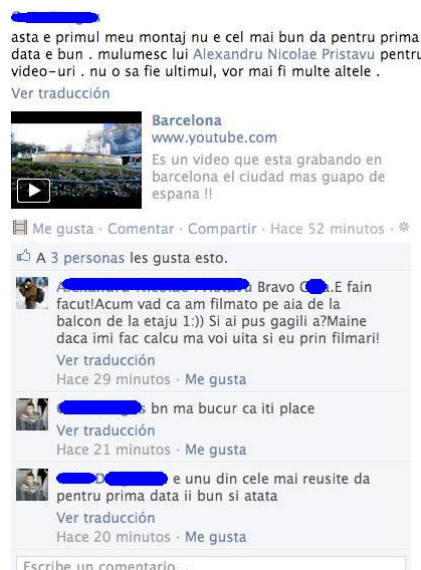 asta e primul meu montaj nu e cel mai bun da pentru prima
data e bun . mulumesc lui Alexandru Nicolae Pristavu pentru
video-uri . nu o sa fie ultimul, vor mai fi multe altele .
Ver traducción
Barcelona
www.youtube.com
Es un video que esta grabando en
barcelona el ciudad mas guapo de
espana !!
Me gusta · Comentar · Compartir · Hace 52 minutos ·
A 3 personas les gusta esto.
Bravo .E fain
facut!Acum vad ca am filmato pe aia de la
balcon de la etaju 1:)) Si ai pus gagili a?Maine
daca imi fac calcu ma voi uita si eu prin filmari!
Ver traducción
Hace 29 minutos · Me gusta
bn ma bucur ca iti place
Ver traducción
Hace 21 minutos · Me gusta
e unu din cele mai reusite da
pentru prima data ii bun si atata
Ver traducción
Hace 20 minutos · Me gusta
Escribe un comentario...